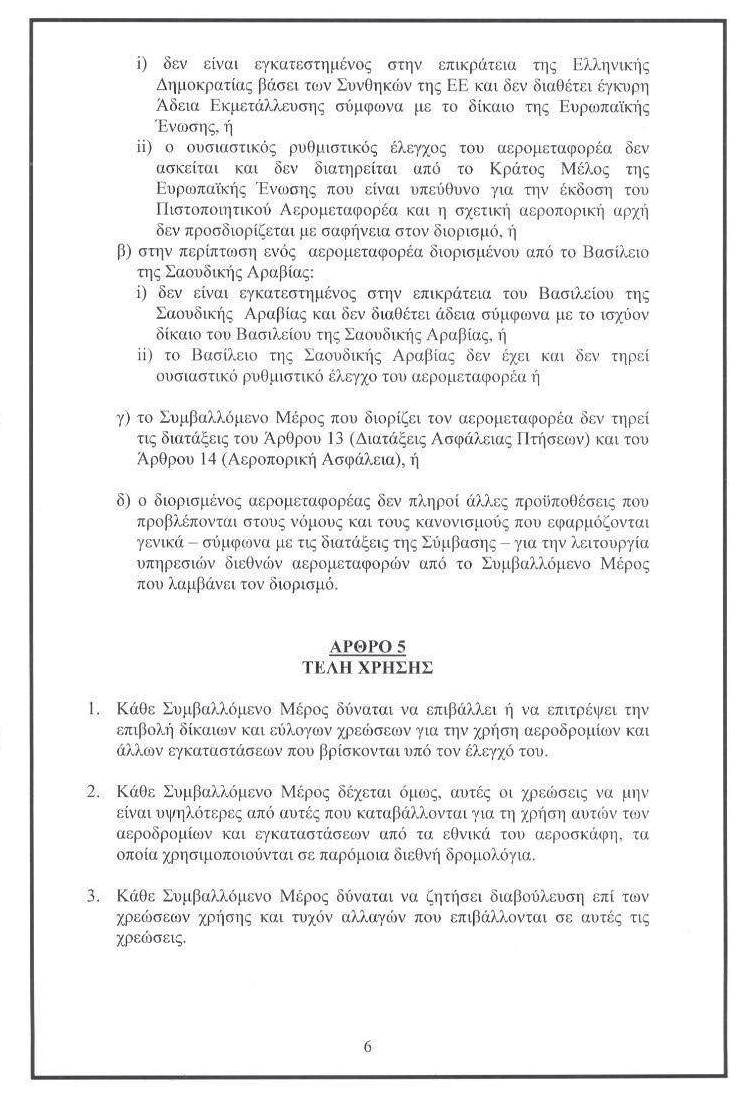 i) δεν είναι εγκατεστημένος στην επικράτεια της Ελληνικής
Δημοκρατίας βάσει των Συνθηκών της ΕΕ και δεν διαθέτει έγκυρη
Άδεια Εκμετάλλευσης σύμφωνα με το δίκαιο της Ευρωπαϊκής
Ένωσης, ή
ii) ο ουσιαστικός ρυθμιστικός έλεγχος του αερομεταφορέα δεν
ασκείται και δεν διατηρείται από το Κράτος Μέλος της
Ευρωπαϊκής Ένωσης που είναι υπεύθυνο για την έκδοση του
Πιστοποιητικού Αερομεταφορέα και η σχετική αεροπορική αρχή
δεν προσδιορίζεται με σαφήνεια στον διορισμό, ή
β) στην περίπτωση ενός αερομεταφορέα διορισμένου από το Βασίλειο
της Σαουδικής Αραβίας:
i) δεν είναι εγκατεστημένος στην επικράτεια του Βασιλείου της
Σαουδικής Αραβίας και δεν διαθέτει άδεια σύμφωνα με το ισχύον
δίκαιο του Βασιλείου της Σαουδικής Αραβίας, ή
ii) το Βασίλειο της Σαουδικής Αραβίας δεν έχει και δεν τηρεί
ουσιαστικό ρυθμιστικό έλεγχο του αερομεταφορέα ή
γ) το Συμβαλλόμενο Μέρος που διορίζει τον αερομεταφορέα δεν τηρεί
τις διατάξεις του Άρθρου 13 (Διατάξεις Ασφάλειας Πτήσεων) και του
Άρθρου 14 (Αεροπορική Ασφάλεια), ή
δ) ο διορισμένος αερομεταφορέας δεν πληροί άλλες προϋποθέσεις που
προβλέπονται στους νόμους και τους κανονισμούς που εφαρμόζονται
γενικά – σύμφωνα με τις διατάξεις της Σύμβασης – για την λειτουργία
υπηρεσιών διεθνών αερομεταφορών από το Συμβαλλόμενο Μέρος
που λαμβάνει τον διορισμό.
ΑΡΘΡΟ 5
ΤΕΛΗ ΧΡΗΣΗΣ
1. Κάθε Συμβαλλόμενο Μέρος δύναται να επιβάλλει ή να επιτρέψει την
επιβολή δίκαιων και εύλογων χρεώσεων για την χρήση αεροδρομίων και
άλλων εγκαταστάσεων που βρίσκονται υπό τον έλεγχό του.
2. Κάθε Συμβαλλόμενο Μέρος δέχεται όμως, αυτές οι χρεώσεις να μην
είναι υψηλότερες από αυτές που καταβάλλονται για τη χρήση αυτών των
αεροδρομίων και εγκαταστάσεων από τα εθνικά του αεροσκάφη, τα
οποία χρησιμοποιούνται σε παρόμοια διεθνή δρομολόγια.
3. Κάθε Συμβαλλόμενο Μέρος δύναται να ζητήσει διαβούλευση επί των
χρεώσεων χρήσης και τυχόν αλλαγών που επιβάλλονται σε αυτές τις
χρεώσεις.
6